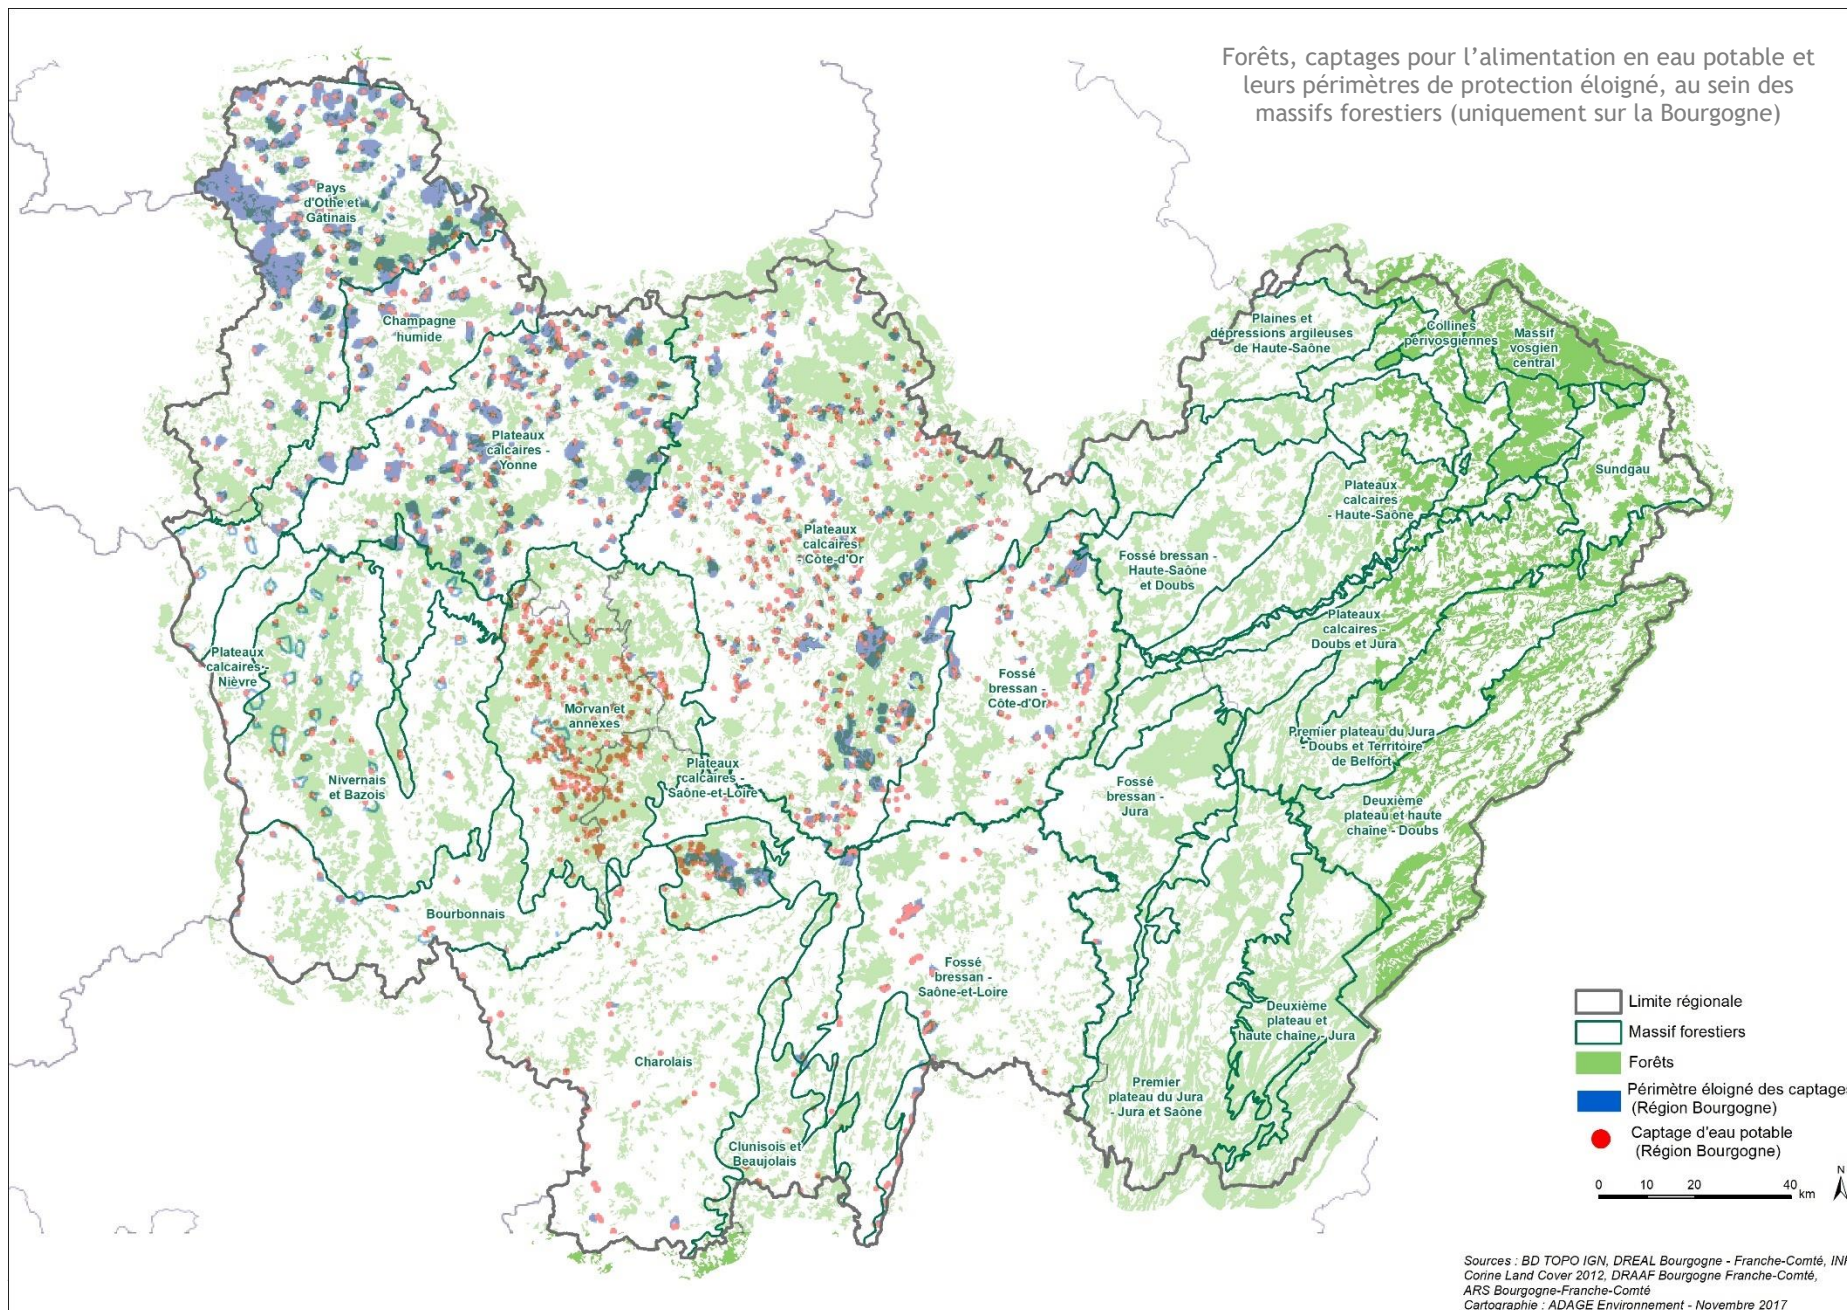 Forêts, captages pour l'alimentation en eau potable et
leurs périmètres de protection éloigné, au sein des
massifs forestiers (uniquement sur la Bourgogne)
Pays
d'Othe et
Gâtinais
Champagne
humide
Plateaux
calcaires -
Yonne
Plateaux
calcaires
- Côte-d'Or
Plaines et
dépressions argileuses
de Haute-Saône
Collines
périvosgiennes
Massif
vosgien
central
Sundgau
Plateaux
calcaires
- Haute-Saône
Fossé bressan -
Haute-Saône
et Doubs
Plateaux
calcaires -
Doubs et Jura
Plateaux
calcaires -
Nièvre
Morvan et
annexes
Fossé
bressan -
Côte-d'Or
Premier plateau du Jura
- Doubs et Territoire
de Belfort
Nivernais
et Bazois
Plateaux
calcaires -
Saône-et-Loire
Fossé
bressan -
Jura
Deuxième
plateau et haute
chaîne - Doubs
Bourbonnais
Fossé
bressan -
Saône-et-Loire
Deuxième
plateau et
haute chaîne - Jura
Charolais
Premier
plateau du Jura
- Jura et Saône
Clunisois et
Beaujolais
Limite régionale
Massif forestiers
Forêts
Périmètre éloigné des captages
(Région Bourgogne)
Captage d'eau potable
(Région Bourgogne)
0 10 20 40 km
N
Sources : BD TOPO IGN, DREAL Bourgogne - Franche-Comté,
Corine Land Cover 2012, DRAAF Bourgogne Franche-Comté,
ARS Bourgogne-Franche-Comté
Cartographie : ADAGE Environnement - Novembre 2017